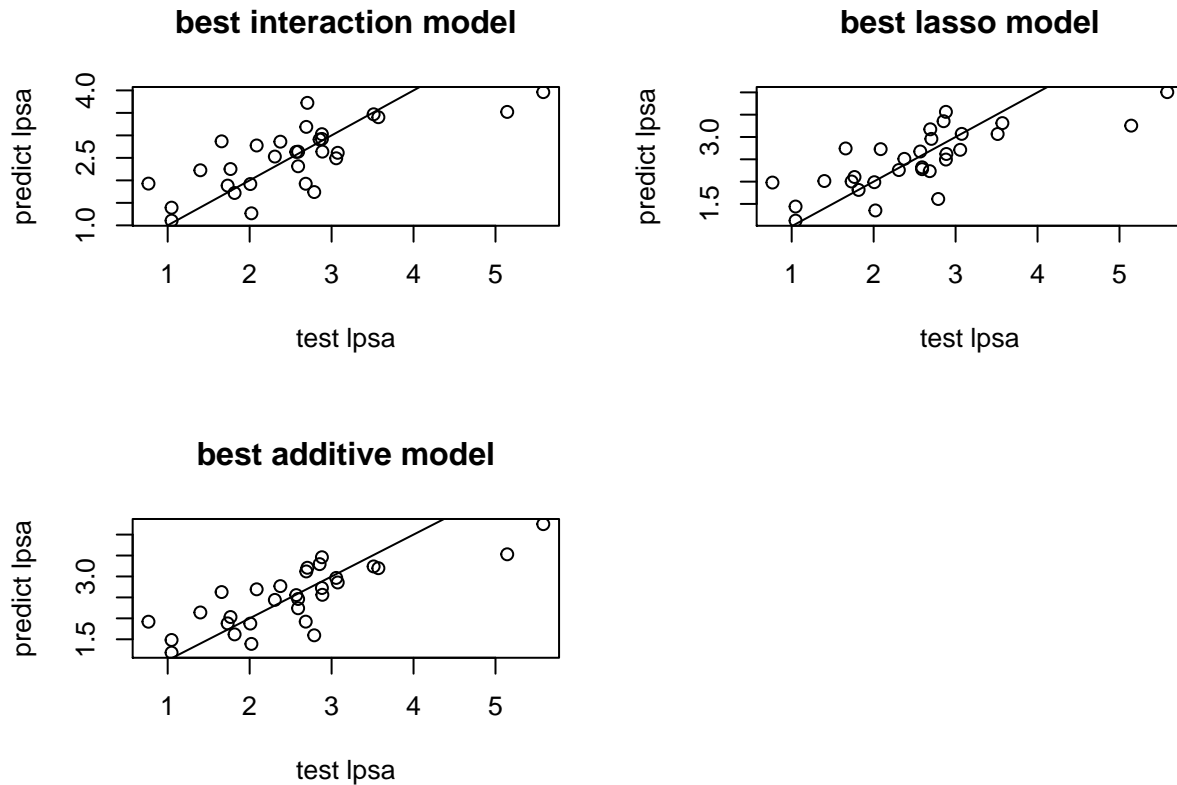 best interaction model
predict lpsa
1.0 2.5 4.0
1 2 3 4 5
test lpsa
best lasso model
predict lpsa
1.5 3.0
1 2 3 4 5
test lpsa
best additive model
predict lpsa
1.5 3.0
1 2 3 4 5
test lpsa